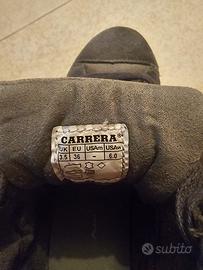 CARRERA
UK EU USAm USAw
3.5 36 - 6.0
subito